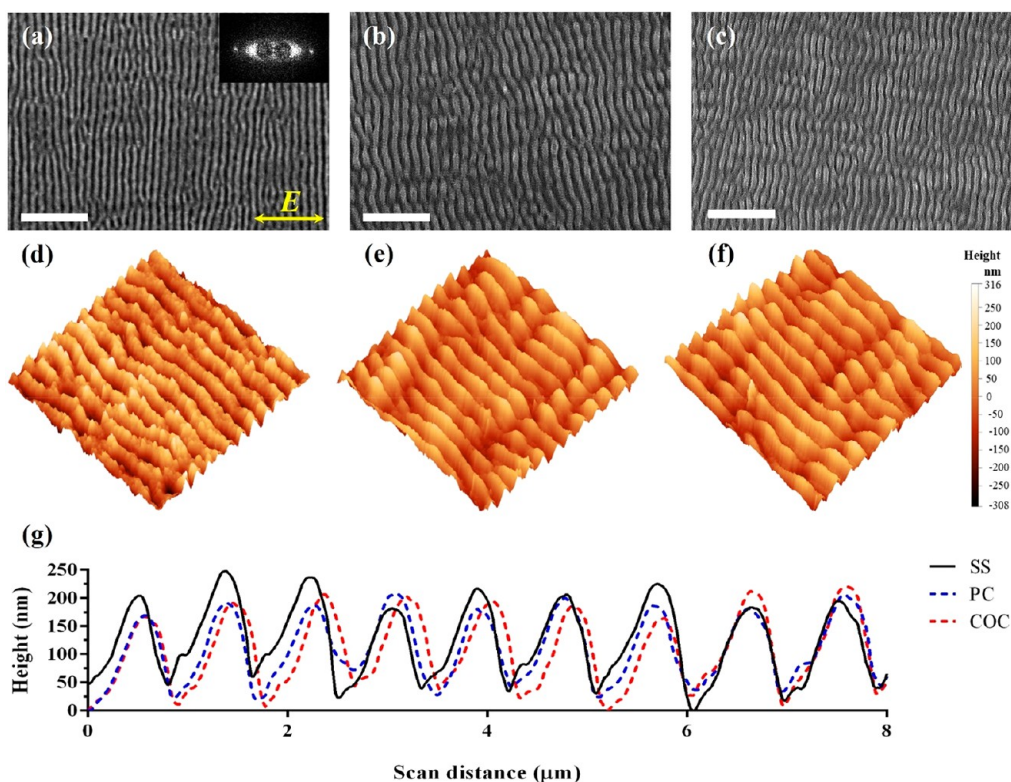 (a)
(b)
(c)
E
(d)
(e)
(f)
Height
nm
316
250
200
150
100
50
0
-50
-100
-150
-200
-250
-308
(g)
Height (nm)
250
200
150
100
50
0
0 2 4 6 8
Scan distance (μm)
SS
PC
COC